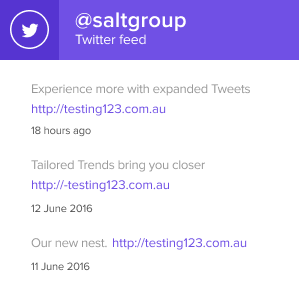 @saltgroup
Twitter feed
Experience more with expanded Tweets
http://testing123.com.au
18 hours ago
Tailored Trends bring you closer
http://-testing123.com.au
12 June 2016
Our new nest. http://testing123.com.au
11 June 2016